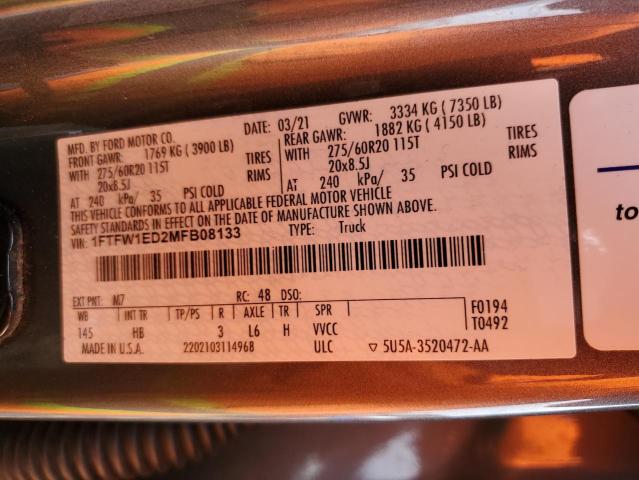 MFD. BY FORD MOTOR CO.
DATE: 03/21 GVWR: 3334 KG ( 7350 LB)
FRONT GAWR: 1769 KG ( 3900 LB)
REAR GAWR: 1882 KG ( 4150 LB)
WITH 275/60R20 115T TIRES
WITH 275/60R20 115T TIRES
20x8.5J RIMS
20x8.5J RIMS
AT 240 kPa/ 35 PSI COLD
AT 240 kPa/ 35 PSI COLD
THIS VEHICLE CONFORMS TO ALL APPLICABLE FEDERAL MOTOR VEHICLE
SAFETY STANDARDS IN EFFECT ON THE DATE OF MANUFACTURE SHOWN ABOVE.
VIN: 1FTFW1ED2MFB08133 TYPE: Truck
EXT PNT: M7 RC: 48 DSO:
WB INT TR TP/PS R AXLE TR SPR
145 HB 3 L6 H VVCC
F0194
T0492
MADE IN U.S.A. 2202103114968 ULC ▽ 5U5A-3520472-AA
to